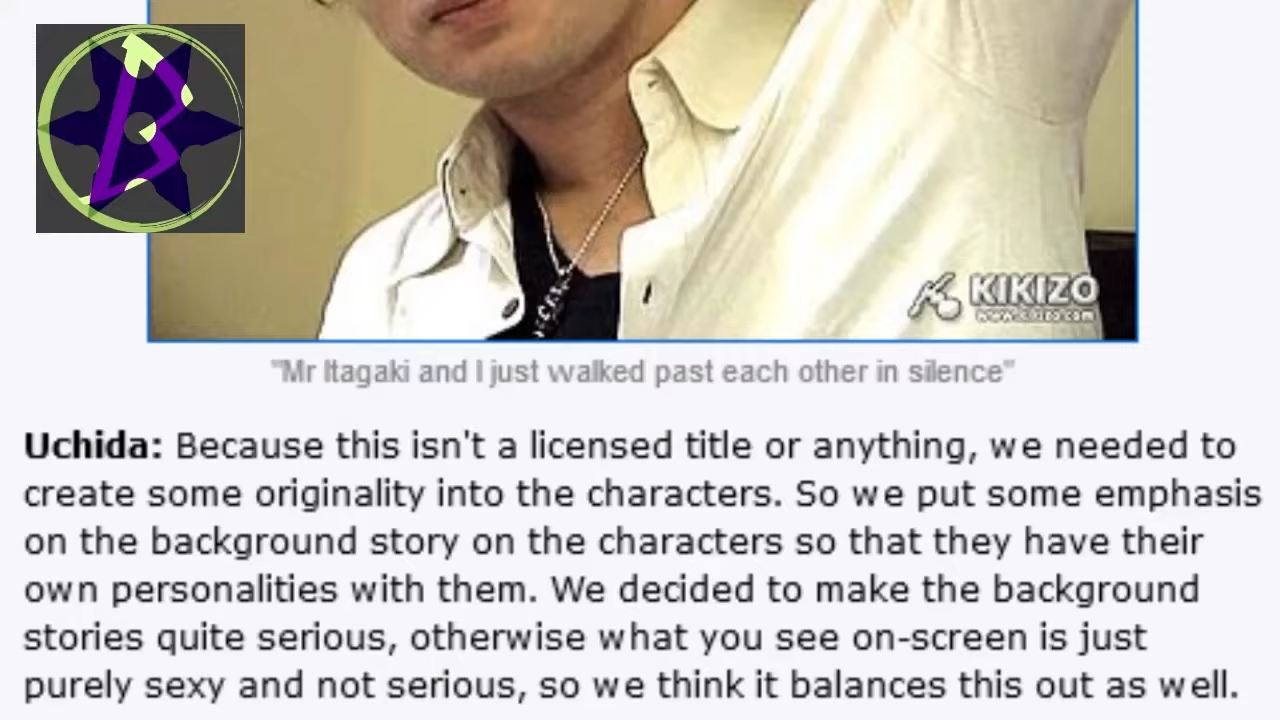 B
KIKIZO
www.kikizo.com
"Mr Itagaki and I just walked past each other in silence"
Uchida: Because this isn't a licensed title or anything, we needed to
create some originality into the characters. So we put some emphasis
on the background story on the characters so that they have their
own personalities with them. We decided to make the background
stories quite serious, otherwise what you see on-screen is just
purely sexy and not serious, so we think it balances this out as well.